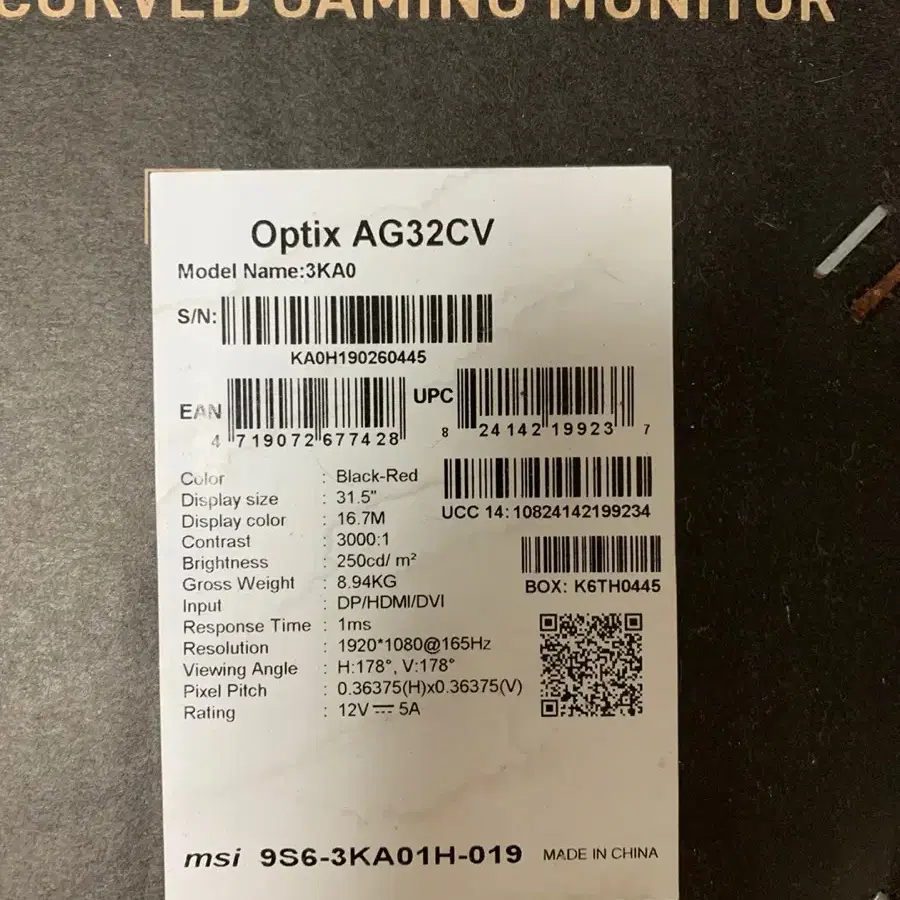 CURVED GAMING MONITOR
Optix AG32CV
Model Name:3KA0
S/N:
KA0H190260445
EAN
4 719072 677428
UPC
8 24142 19923 7
Color : Black-Red
Display size : 31.5"
Display color : 16.7M
Contrast : 3000:1
Brightness : 250cd/ m²
Gross Weight : 8.94KG
Input : DP/HDMI/DVI
Response Time : 1ms
Resolution : 1920*1080@165Hz
Viewing Angle : H:178°, V:178°
Pixel Pitch : 0.36375(H)x0.36375(V)
Rating : 12V ⎓ 5A
UCC 14:10824142199234
BOX: K6TH0445
msi 9S6-3KA01H-019 MADE IN CHINA